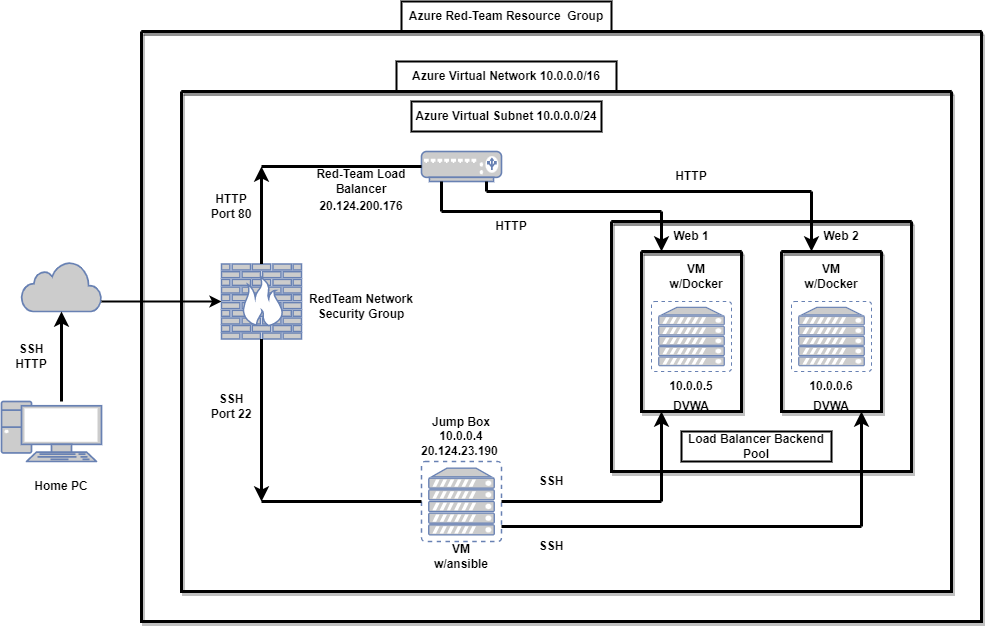 Azure Red-Team Resource Group
Azure Virtual Network 10.0.0.0/16
Azure Virtual Subnet 10.0.0.0/24
Red-Team Load
Balancer
20.124.200.176
HTTP
HTTP
HTTP
Port 80
Web 1
Web 2
VM
w/Docker
VM
w/Docker
RedTeam Network
Security Group
SSH
HTTP
10.0.0.5
DVWA
10.0.0.6
DVWA
SSH
Port 22
Jump Box
10.0.0.4
20.124.23.190
Load Balancer Backend
Pool
Home PC
SSH
SSH
VM
w/ansible